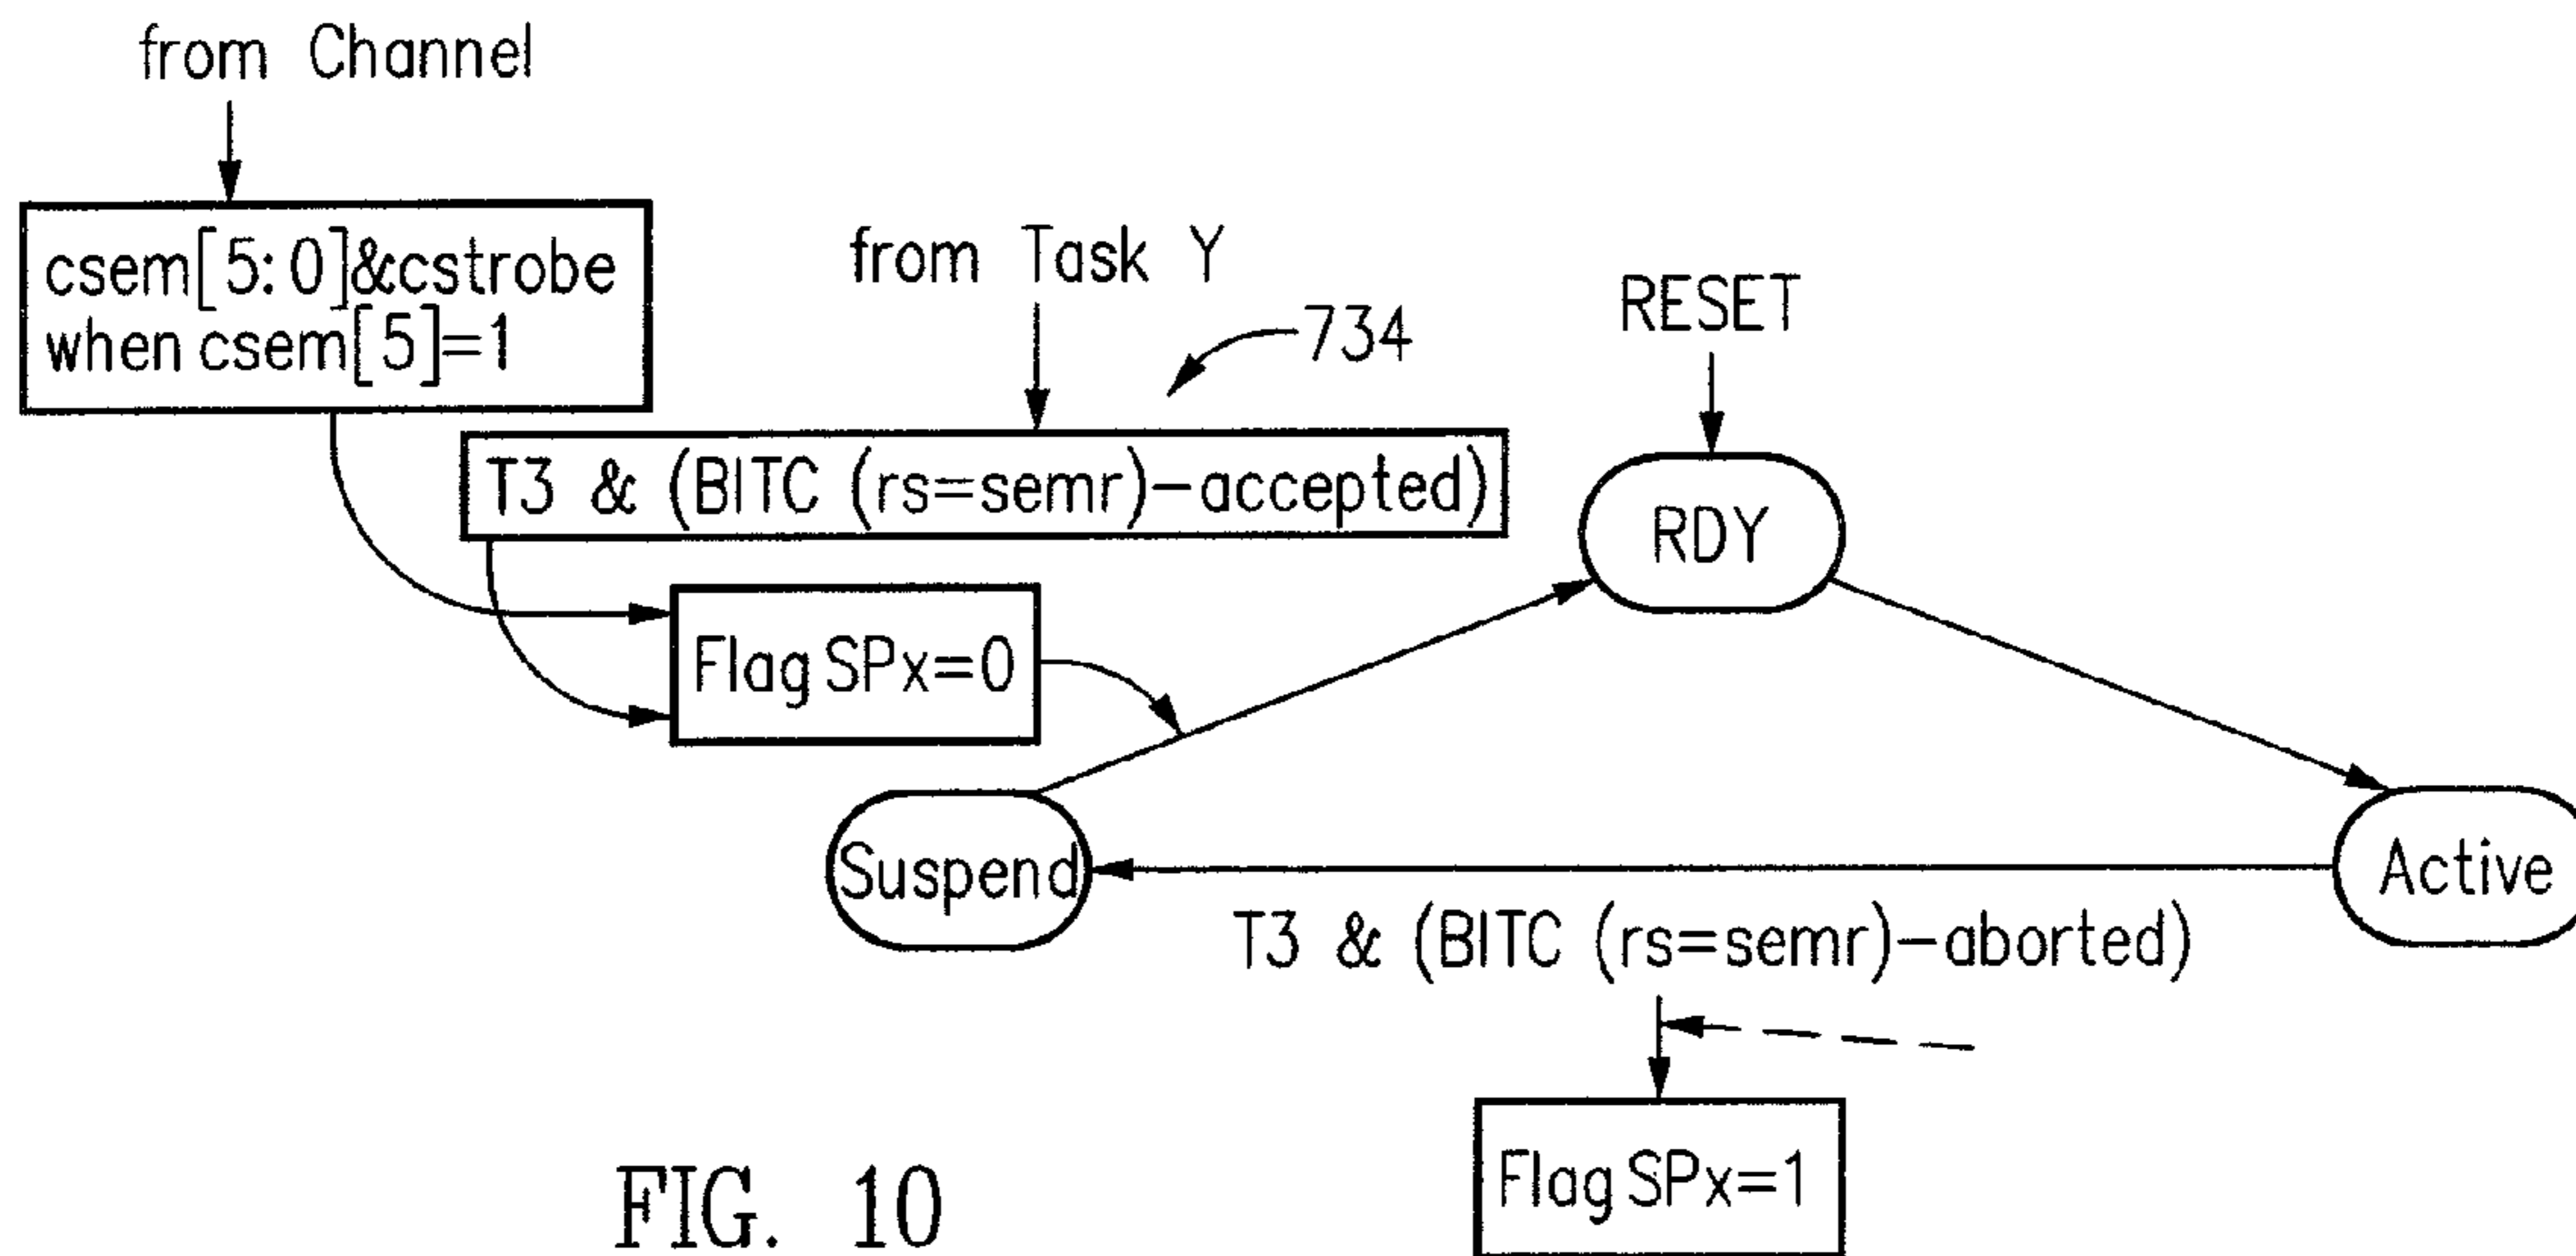 from Channel
csem[5:0]&cstrobe
when csem[5]=1
from Task Y
734
RESET
T3 & (BITC (rs=semr)-accepted)
RDY
Flag SPx=0
Suspend
Active
T3 & (BITC (rs=semr)-aborted)
Flag SPx=1
FIG. 10